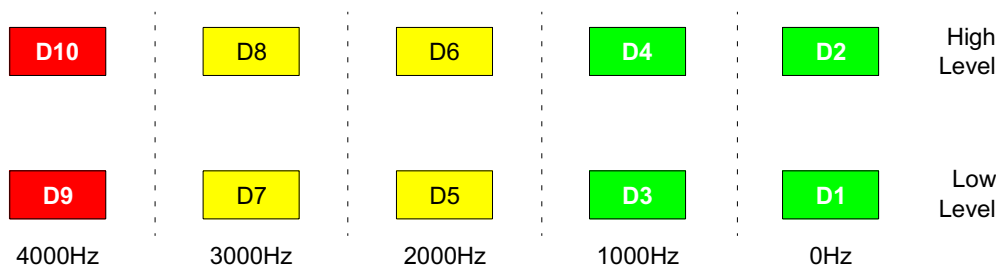 D10 D8 D6 D4 D2 High
Level
D9 D7 D5 D3 D1 Low
Level
4000Hz 3000Hz 2000Hz 1000Hz 0Hz